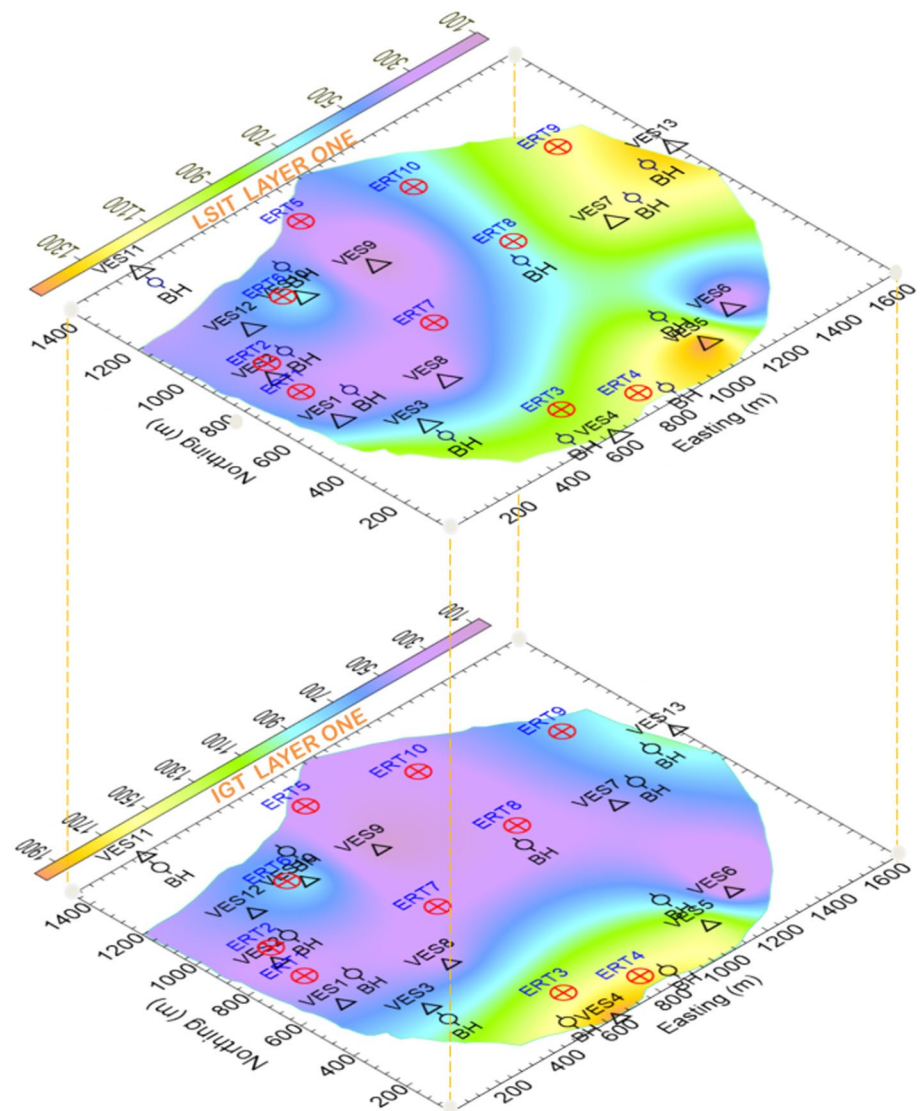 100
300
500
700
900
1100
1300
LSIT LAYER ONE
VES13
ERT9
BH
ERT10
VES7
BH
ERT5
ERT8
VES9
BH
VES11
BH
BH
VES12
ERT7
VES6
BH
VES5
ERT2
BH
VES8
VES1
BH
VES3
BH
ERT3
ERT4
BH
VES4
BH
1400
1200
1000
800
600
400
200
Northing (m)
200
400
600
800
1000
1200
1400
1600
Easting (m)
100
300
500
700
900
1100
1300
1500
1700
1900
IGT LAYER ONE
VES13
ERT9
BH
ERT10
VES7
BH
ERT5
ERT8
BH
VES9
VES11
BH
VES12
ERT7
VES6
BH
VES5
ERT2
BH
VES8
VES1
BH
VES3
BH
ERT3
ERT4
BH
VES4
BH
1400
1200
1000
800
600
400
200
Northing (m)
200
400
600
800
1000
1200
1400
1600
Easting (m)